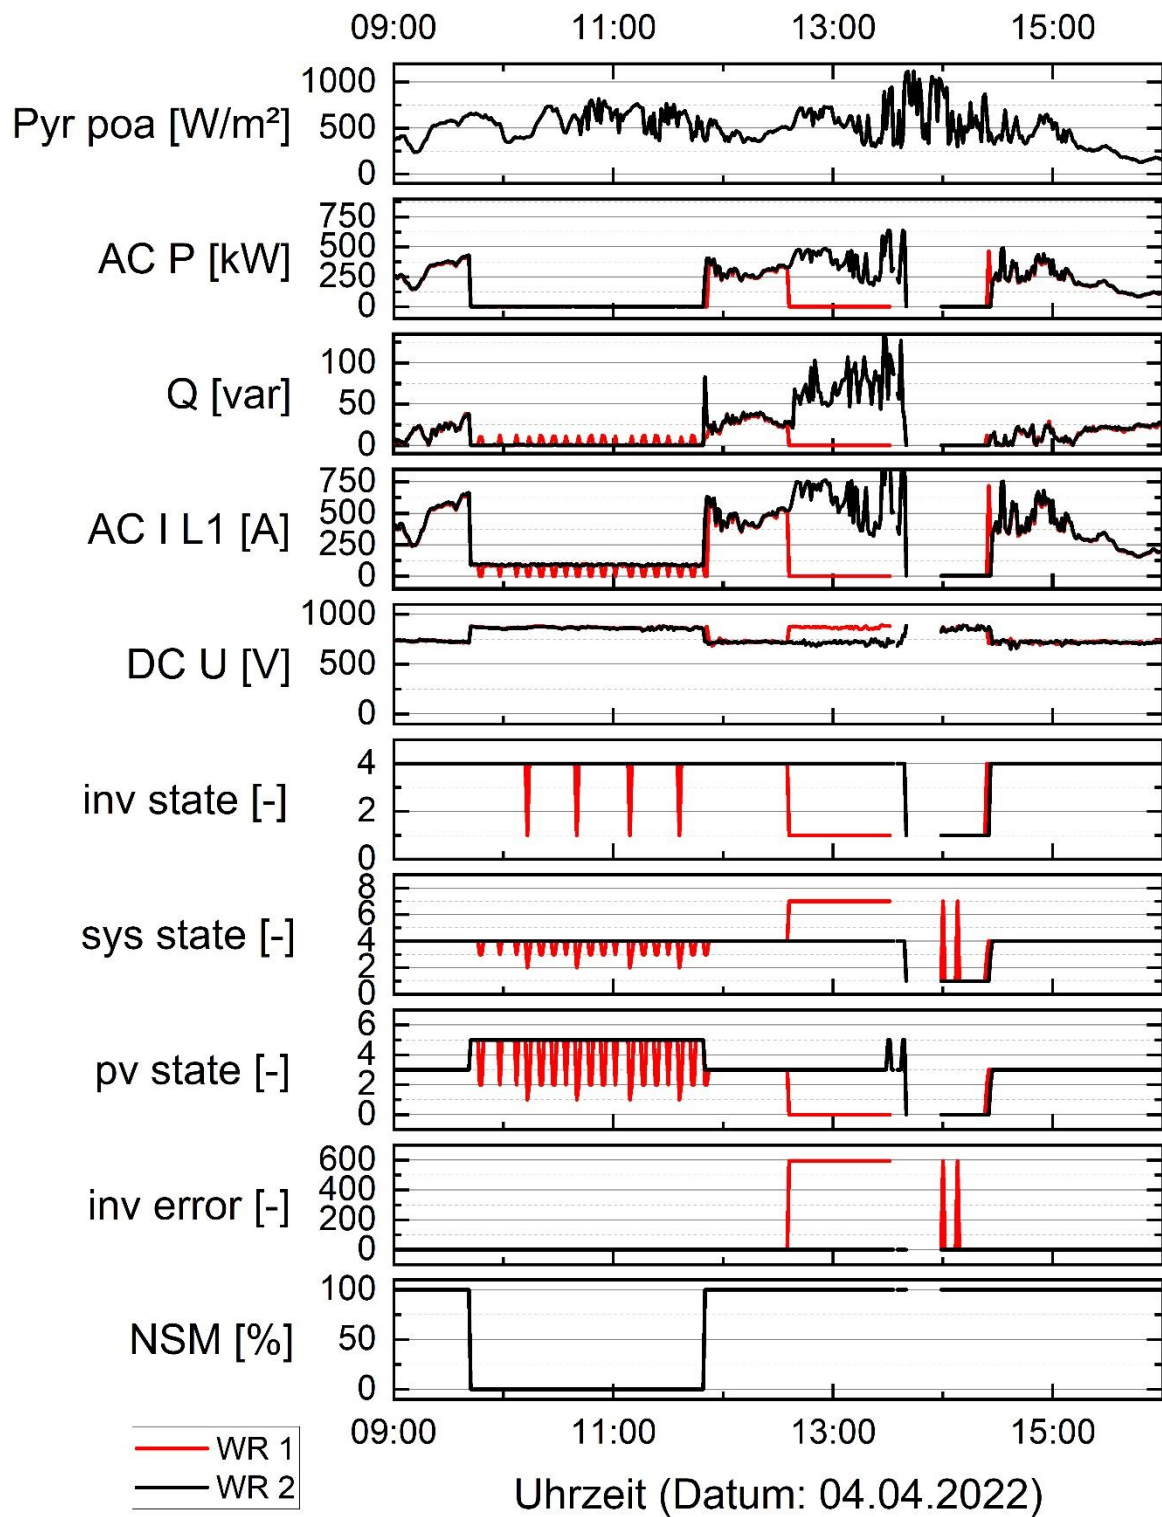 09:00 11:00 13:00 15:00
Pyr poa [W/m²]
1000
500
0
AC P [kW]
750
500
250
0
Q [var]
100
50
0
AC I L1 [A]
750
500
250
0
DC U [V]
1000
500
0
inv state [-]
4
2
0
sys state [-]
8
6
4
2
0
pv state [-]
6
4
2
0
inv error [-]
600
400
200
0
NSM [%]
100
50
0
09:00 11:00 13:00 15:00
WR 1
WR 2
Uhrzeit (Datum: 04.04.2022)